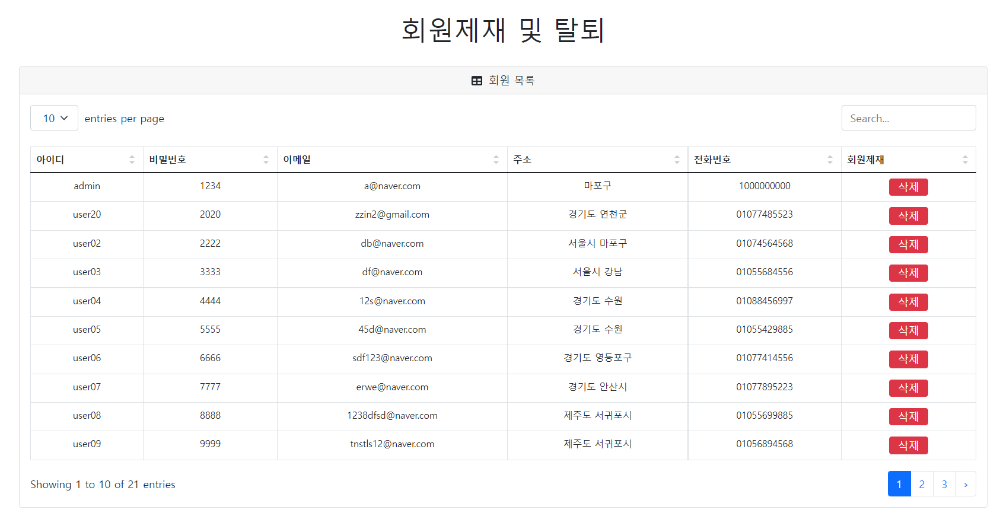 회원제재 및 탈퇴
회원 목록
10 entries per page
Search...
아이디 비밀번호 이메일 주소 전화번호 회원제재
admin 1234 a@naver.com 마포구 1000000000 삭제
user20 2020 zzin2@gmail.com 경기도 연천군 01077485523 삭제
user02 2222 db@naver.com 서울시 마포구 01074564568 삭제
user03 3333 df@naver.com 서울시 강남 01055684556 삭제
user04 4444 12s@naver.com 경기도 수원 01088456997 삭제
user05 5555 45d@naver.com 경기도 수원 01055429885 삭제
user06 6666 sdf123@naver.com 경기도 영등포구 01077414556 삭제
user07 7777 erwe@naver.com 경기도 안산시 01077895223 삭제
user08 8888 1238dfsd@naver.com 제주도 서귀포시 01055699885 삭제
user09 9999 tnstls12@naver.com 제주도 서귀포시 01056894568 삭제
Showing 1 to 10 of 21 entries
1 2 3 ›